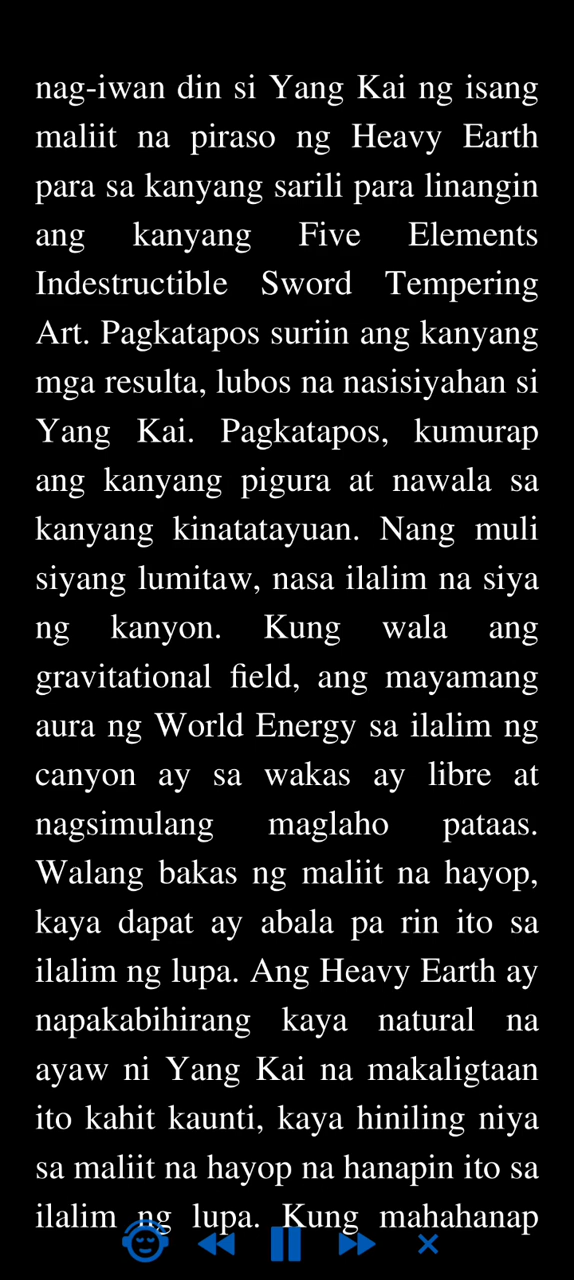 nag-iwan din si Yang Kai ng isang
maliit na piraso ng Heavy Earth
para sa kanyang sarili para linangin
ang kanyang Five Elements
Indestructible Sword Tempering
Art. Pagkatapos suriin ang kanyang
mga resulta, lubos na nasisiyahan si
Yang Kai. Pagkatapos, kumurap
ang kanyang pigura at nawala sa
kanyang kinatatayuan. Nang muli
siyang lumitaw, nasa ilalim na siya
ng kanyon. Kung wala ang
gravitational field, ang mayamang
aura ng World Energy sa ilalim ng
canyon ay sa wakas ay libre at
nagsimulang maglaho pataas.
Walang bakas ng maliit na hayop,
kaya dapat ay abala pa rin ito sa
ilalim ng lupa. Ang Heavy Earth ay
napakabihirang kaya natural na
ayaw ni Yang Kai na makaligtaan
ito kahit kaunti, kaya hiniling niya
sa maliit na hayop na hanapin ito sa
ilalim ng lupa. Kung mahahanap